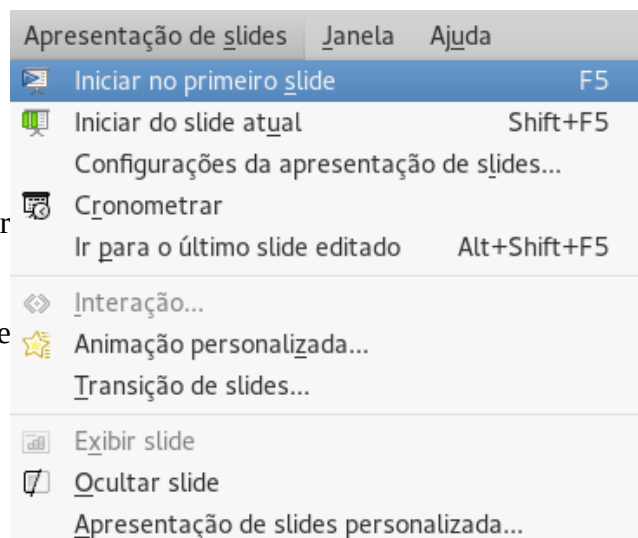 Apresentação de slides Janela Ajuda
Iniciar no primeiro slide F5
Iniciar do slide atual Shift+F5
Configurações da apresentação de slides...
r
Cronometrar
Ir para o último slide editado Alt+Shift+F5
Interação...
e
Animação personalizada...
Transição de slides...
Exibir slide
Ocultar slide
Apresentação de slides personalizada...